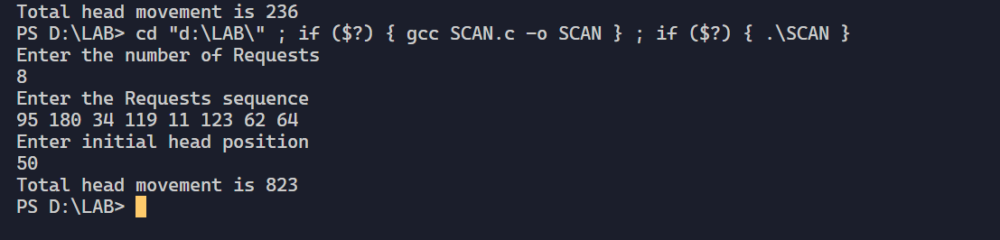 Total head movement is 236
PS D:\LAB> cd "d:\LAB\" ; if ($?) { gcc SCAN.c -o SCAN } ; if ($?) { .\SCAN }
Enter the number of Requests
8
Enter the Requests sequence
95 180 34 119 11 123 62 64
Enter initial head position
50
Total head movement is 823
PS D:\LAB>